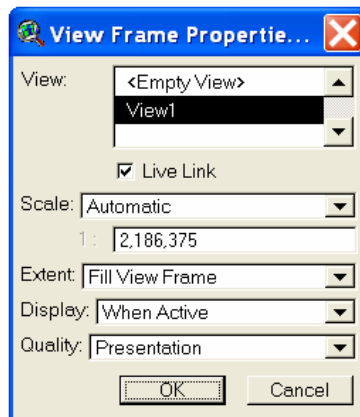 View Frame Propertie...
View: <Empty View>
View1
Live Link
Scale: Automatic
1 : 2,186,375
Extent: Fill View Frame
Display: When Active
Quality: Presentation
OK Cancel